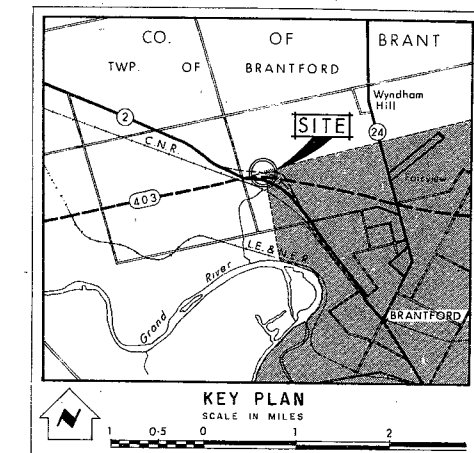 CO. OF BRANT
TWP. OF BRANTFORD
Wyndham
Hill
SITE
2
24
C.N.R.
Fairview
403
L.E. & N.E.R.
Grand River
BRANTFORD
N
KEY PLAN
SCALE IN MILES
1 0·5 0 1 2